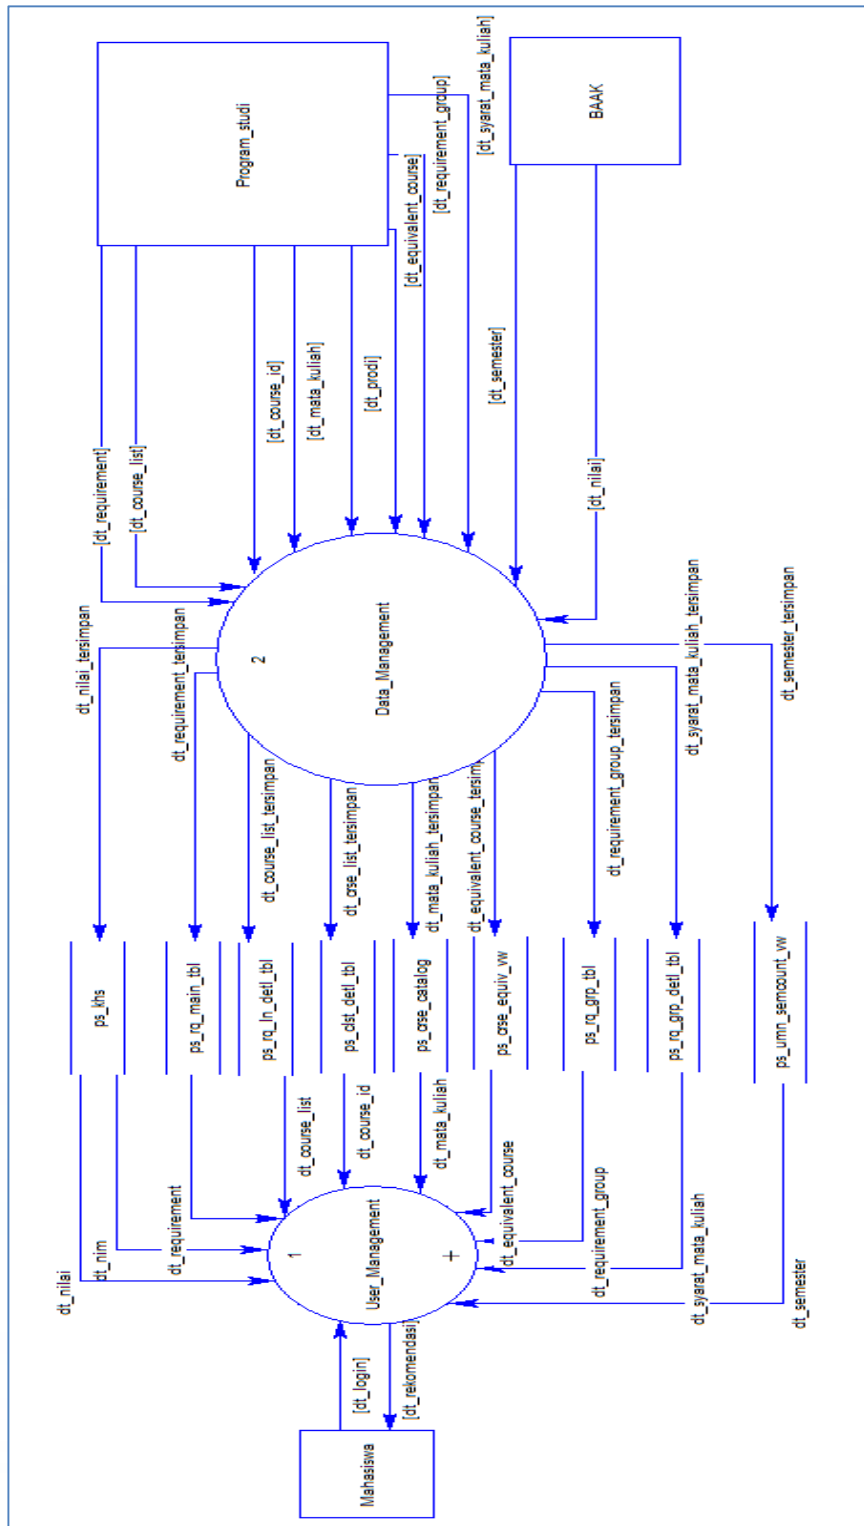 Program_studi
BAAK
[dt_requirement]
[dt_course_list]
[dt_course_id]
[dt_mata_kuliah]
[dt_prodi]
[dt_equivalent_course]
[dt_requirement_group]
[dt_syarat_mata_kuliah]
[dt_semester]
[dt_nilai]
2
Data_Management
dt_nilai_tersimpan
dt_requirement_tersimpan
dt_course_list_tersimpan
dt_crse_list_tersimpan
dt_mata_kuliah_tersimpan
dt_equivalent_course_tersimp
dt_requirement_group_tersimpan
dt_syarat_mata_kuliah_tersimpan
dt_semester_tersimpan
ps_khs
ps_rq_main_tbl
ps_rq_ln_detl_tbl
ps_clst_detl_tbl
ps_crse_catalog
ps_crse_equiv_vw
ps_rq_grp_tbl
ps_rq_grp_detl_tbl
ps_umn_semcount_vw
dt_nilai
dt_nim
dt_requirement
dt_course_list
dt_course_id
dt_mata_kuliah
dt_equivalent_course
dt_requirement_group
dt_syarat_mata_kuliah
dt_semester
1
User_Management
+
[dt_login]
[dt_rekomendasi]
Mahasiswa